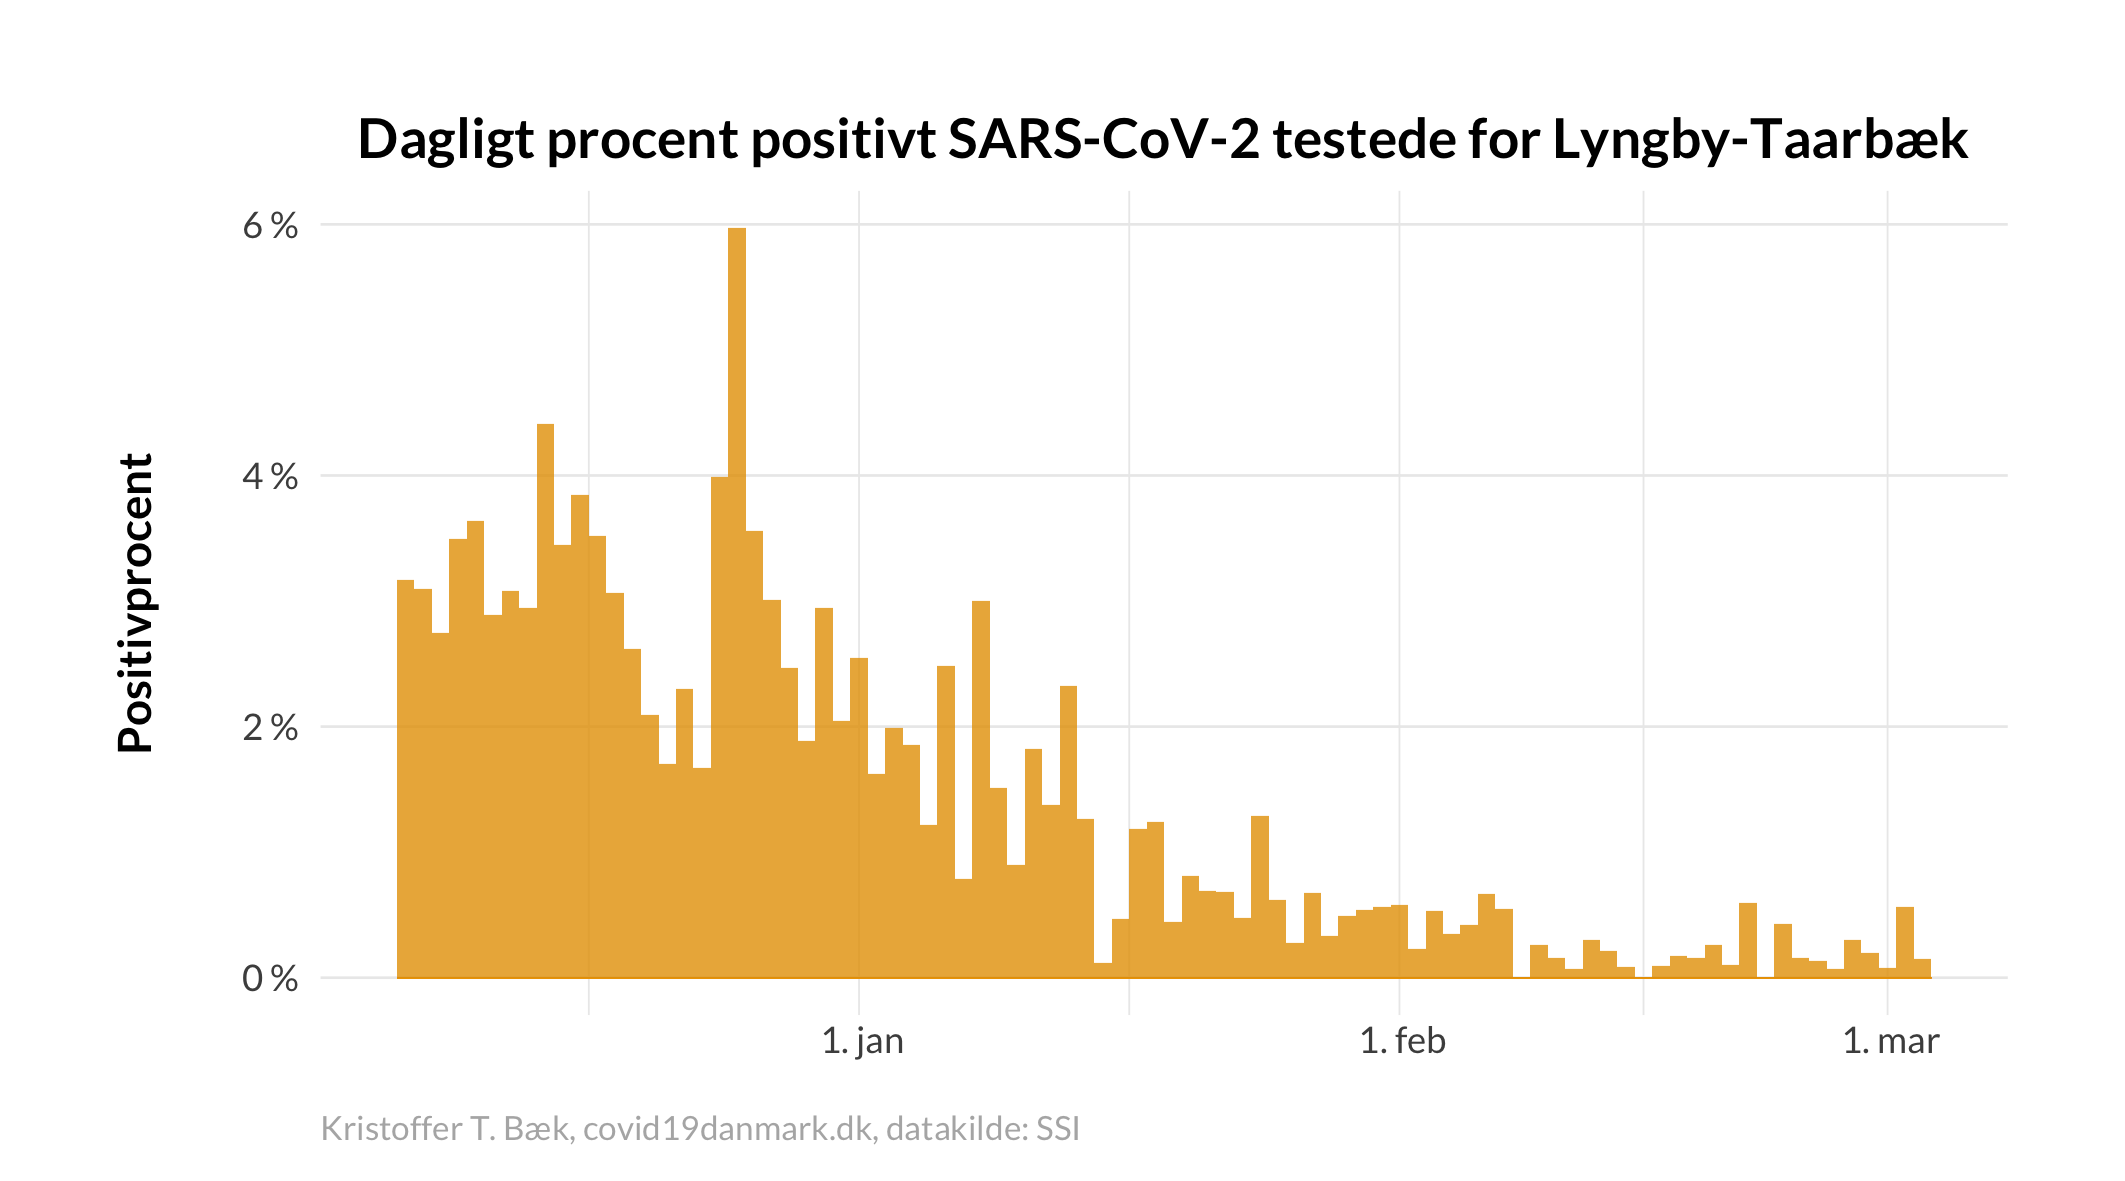 Dagligt procent positivt SARS-CoV-2 testede for Lyngby-Taarbæk
Positivprocent
6 %
4 %
2 %
0 %
1. jan
1. feb
1. mar
Kristoffer T. Bæk, covid19danmark.dk, datakilde: SSI